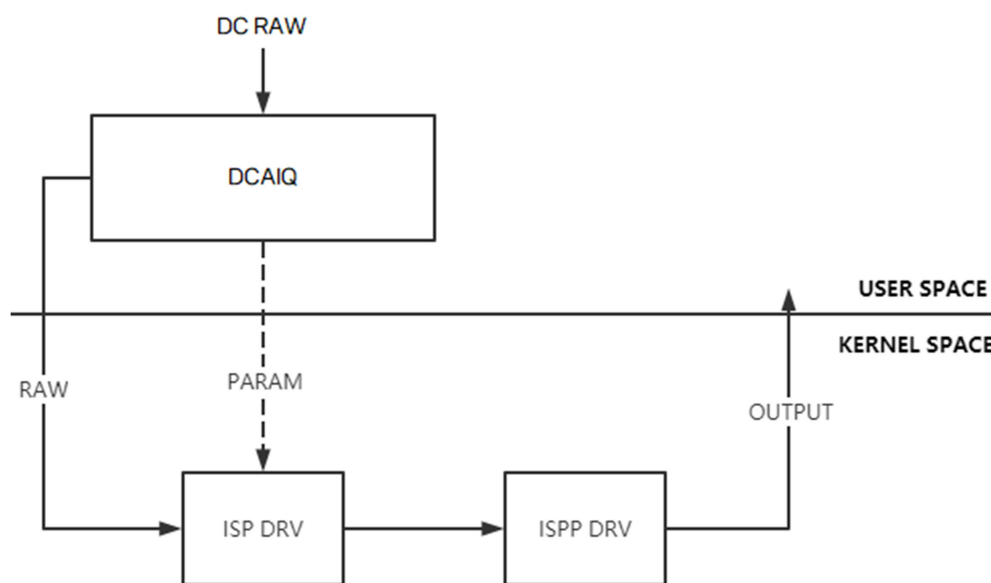 DC RAW
DCAIQ
USER SPACE
KERNEL SPACE
RAW
PARAM
OUTPUT
ISP DRV
ISPP DRV